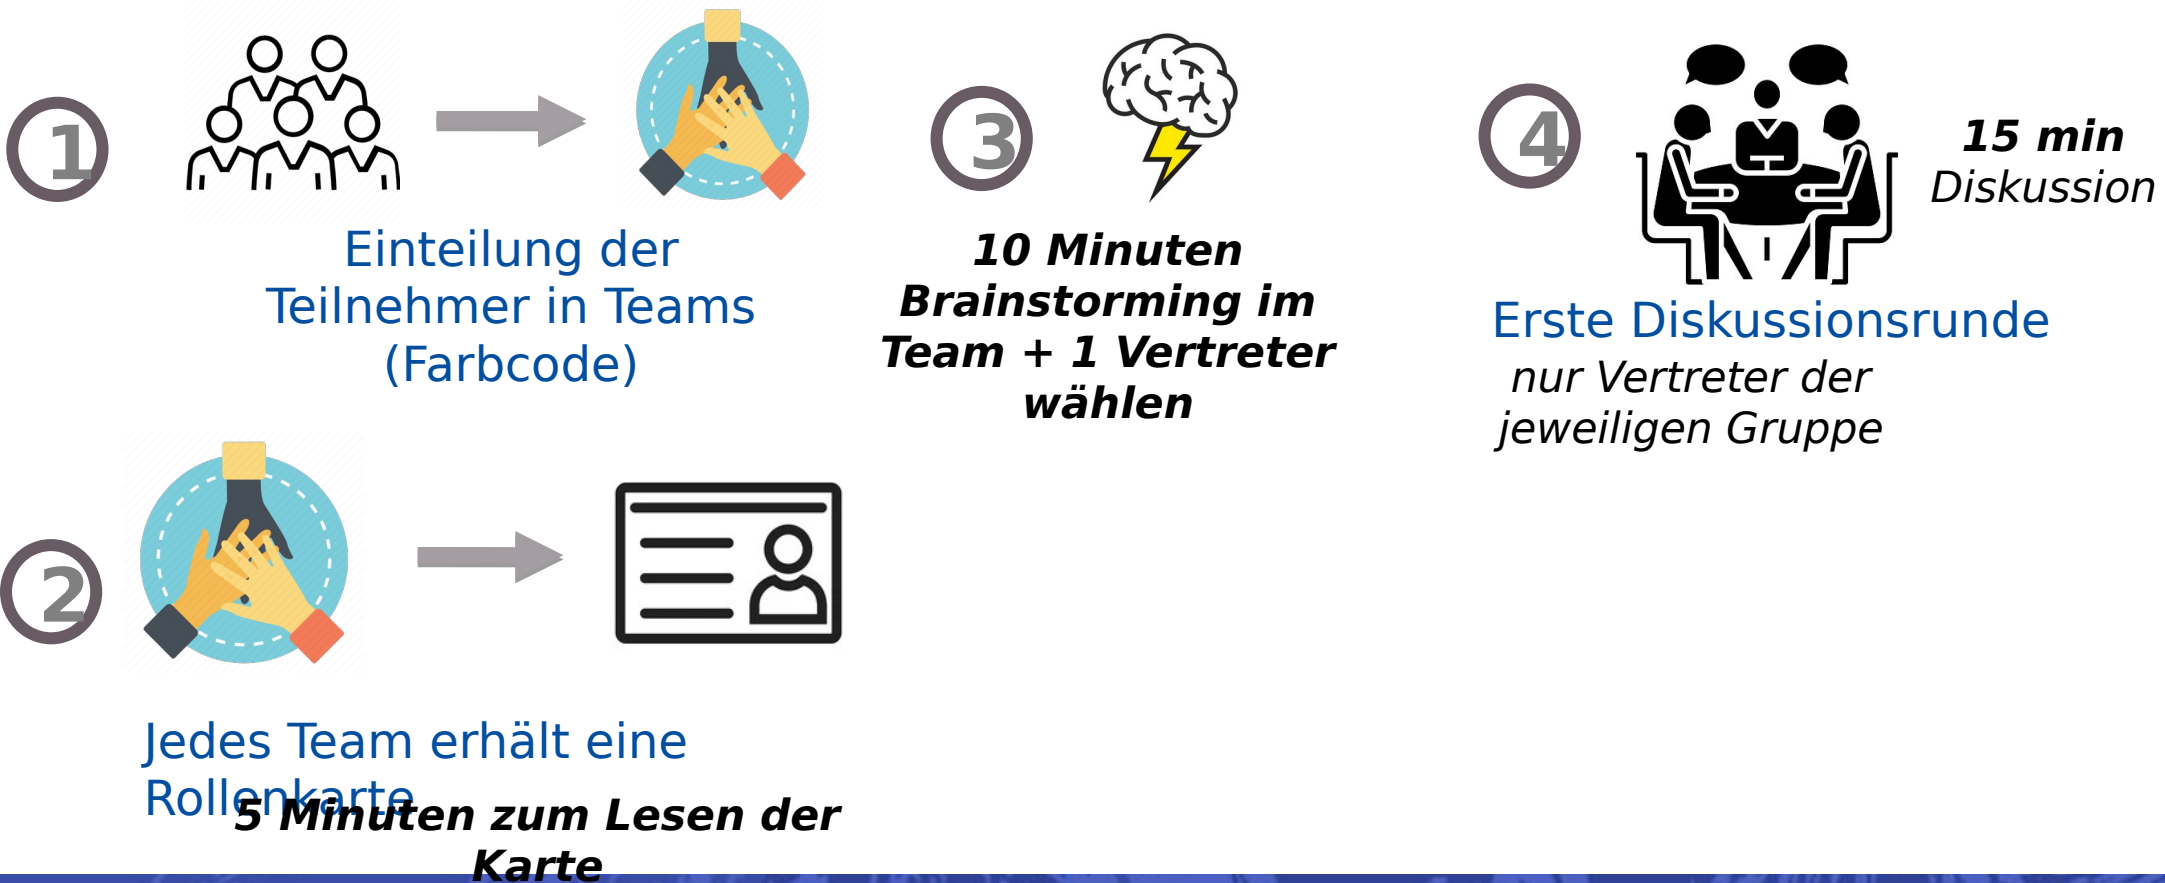 1
Einteilung der
Teilnehmer in Teams
(Farbcode)
2
Jedes Team erhält eine
Rollenkarte
5 Minuten zum Lesen der
Karte
3
10 Minuten
Brainstorming im
Team + 1 Vertreter
wählen
4
15 min
Diskussion
Erste Diskussionsrunde
nur Vertreter der
jeweiligen Gruppe